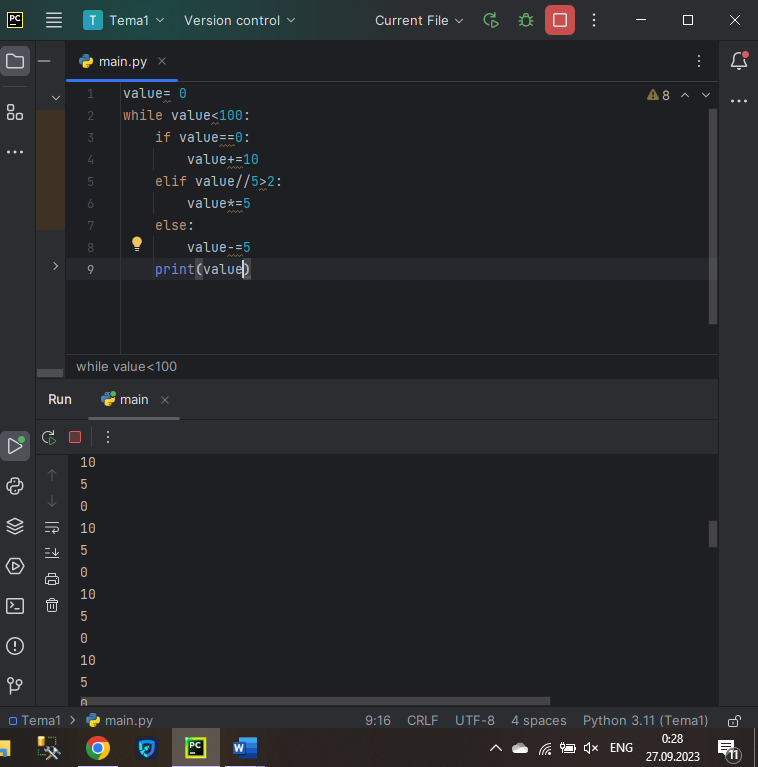 PC T Tema1 Version control Current File
main.py
8
1 value= 0
2 while value<100:
3 if value==0:
4 value+=10
5 elif value//5>2:
6 value*=5
7 else:
8 value-=5
9 print(value)
while value<100
Run main
10
5
0
10
5
0
10
5
0
10
5
0
Tema1 > main.py 9:16 CRLF UTF-8 4 spaces Python 3.11 (Tema1)
PC W ENG 0:28
27.09.2023
11